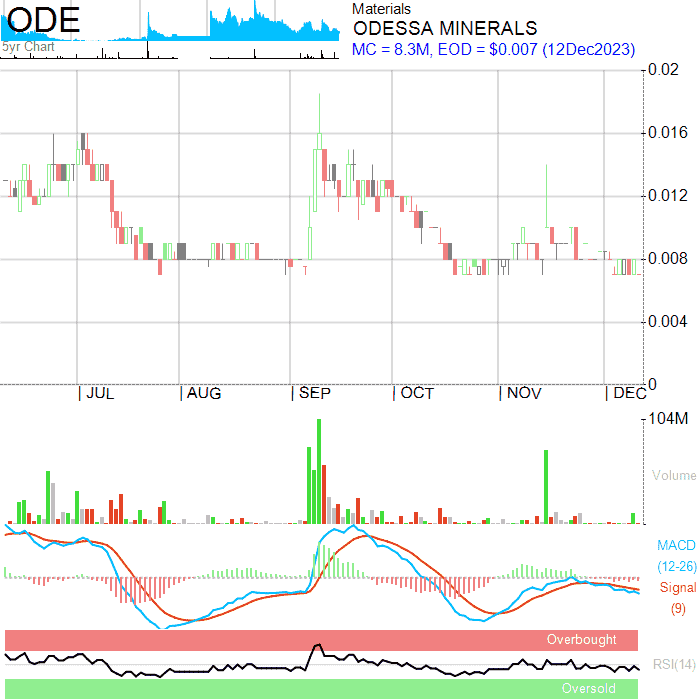 ODE
5yr Chart
Materials
ODESSA MINERALS
MC = 8.3M, EOD = $0.007 (12Dec2023)
0.02
0.016
0.012
0.008
0.004
0
JUL AUG SEP OCT NOV DEC
104M
Volume
MACD
(12-26)
Signal
(9)
Overbought
RSI(14)
Oversold